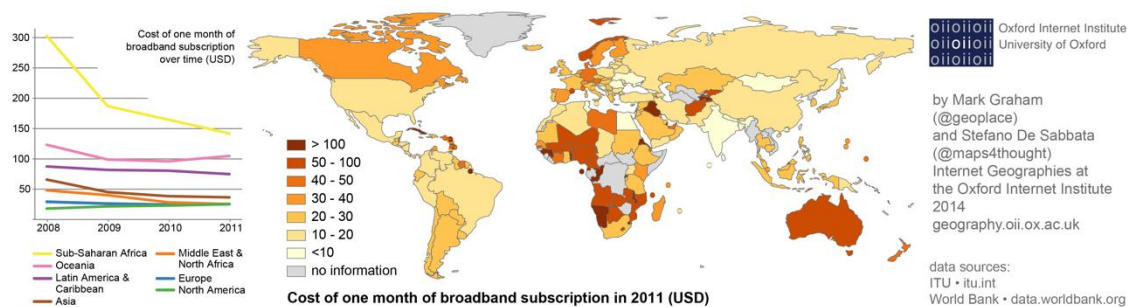 Cost of one month of
broadband subscription
over time (USD)
300
250
200
150
100
50
2008
2009
2010
2011
Sub-Saharan Africa
Oceania
Latin America &
Caribbean
Asia
Middle East &
North Africa
Europe
North America
> 100
50 - 100
40 - 50
30 - 40
20 - 30
10 - 20
<10
no information
Cost of one month of broadband subscription in 2011 (USD)
oiioiioii
oiioiioii
oiioiioii
Oxford Internet Institute
University of Oxford
by Mark Graham
(@geoplace)
and Stefano De Sabbata
(@maps4thought)
Internet Geographies at
the Oxford Internet Institute
2014
geography.oii.ox.ac.uk
data sources:
ITU • itu.int
World Bank • data.worldbank.org